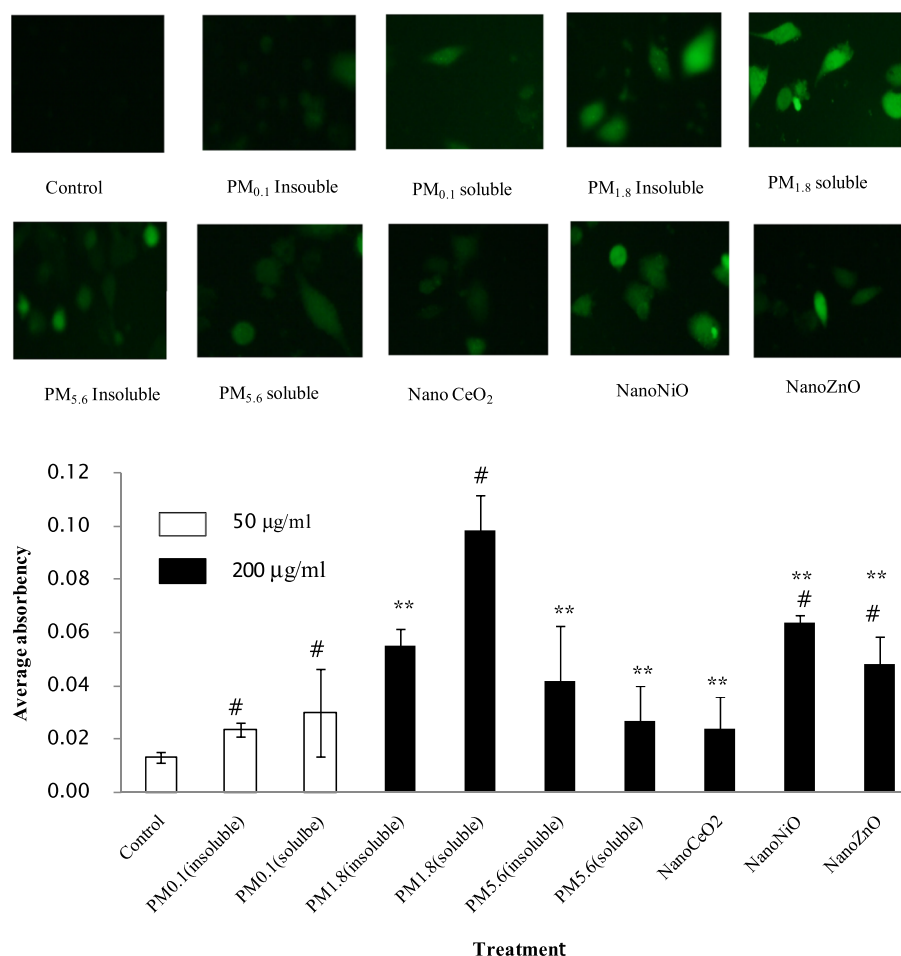 Control
PM0.1 Insouble
PM0.1 soluble
PM1.8 Insoluble
PM1.8 soluble
PM5.6 Insoluble
PM5.6 soluble
Nano CeO2
NanoNiO
NanoZnO
0.12
0.10
0.08
0.06
0.04
0.02
0.00
Average absorbency
50 μg/ml
200 μg/ml
#
#
**
#
**
**
**
**
#
**
#
Control
PM0.1(insoluble)
PM0.1(solulbe)
PM1.8(insoluble)
PM1.8(soluble)
PM5.6(insoluble)
PM5.6(soluble)
NanoCeO2
NanoNiO
NanoZnO
Treatment